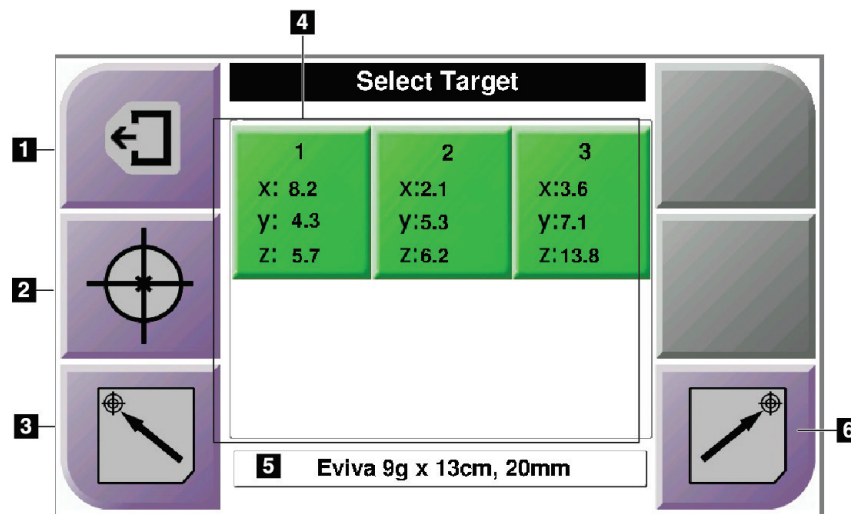 4
Select Target
1
1 2 3
x: 8.2 x:2.1 x:3.6
y: 4.3 y:5.3 y:7.1
z: 5.7 z:6.2 z:13.8
2
3
6
5 Eviva 9g x 13cm, 20mm